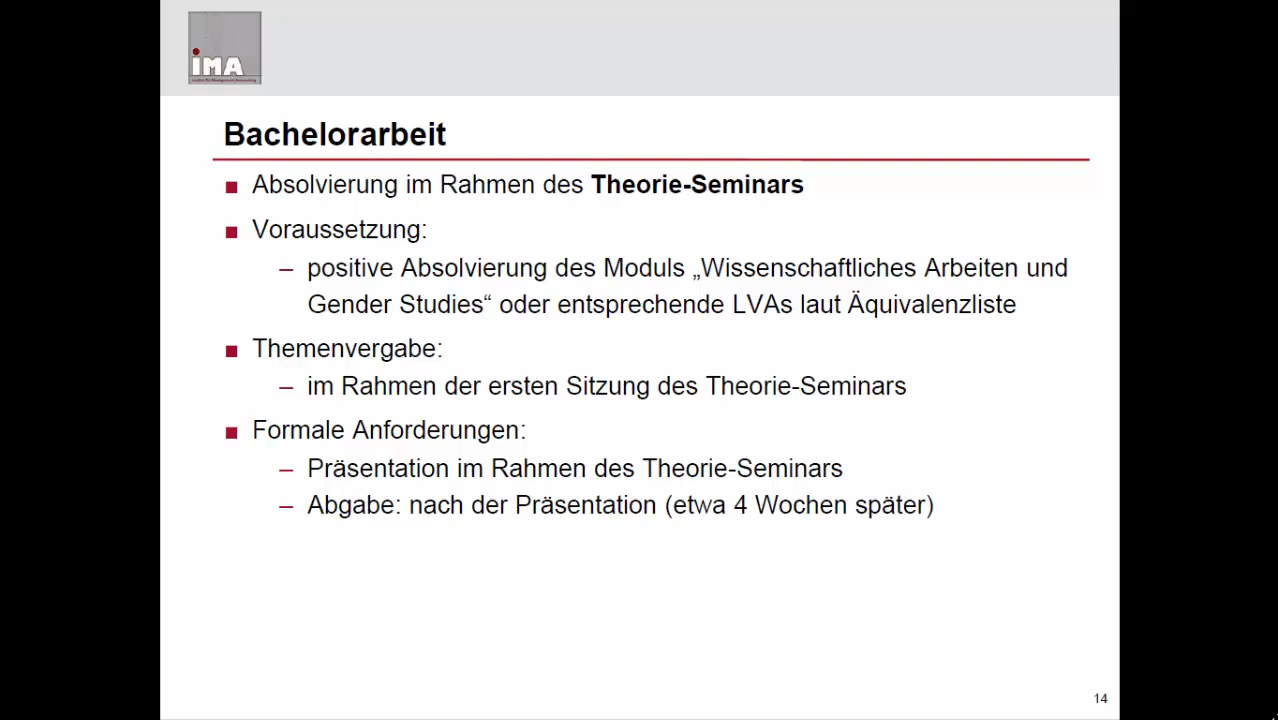 iMA
Bachelorarbeit
Absolvierung im Rahmen des Theorie-Seminars
Voraussetzung:
– positive Absolvierung des Moduls „Wissenschaftliches Arbeiten und
Gender Studies“ oder entsprechende LVAs laut Äquivalenzliste
Themenvergabe:
– im Rahmen der ersten Sitzung des Theorie-Seminars
Formale Anforderungen:
– Präsentation im Rahmen des Theorie-Seminars
– Abgabe: nach der Präsentation (etwa 4 Wochen später)
14